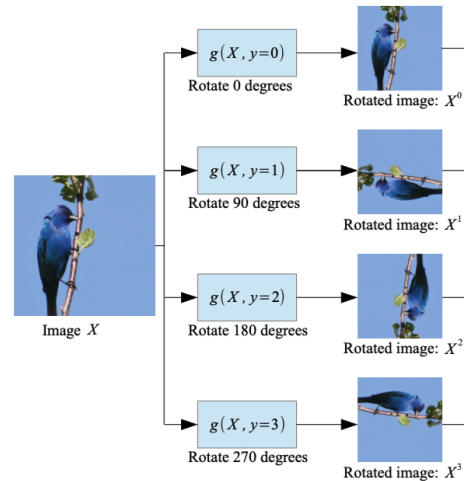 g(X, y=0)
Rotate 0 degrees
Rotated image: X⁰
g(X, y=1)
Rotate 90 degrees
Rotated image: X¹
Image X
g(X, y=2)
Rotate 180 degrees
Rotated image: X²
g(X, y=3)
Rotate 270 degrees
Rotated image: X³